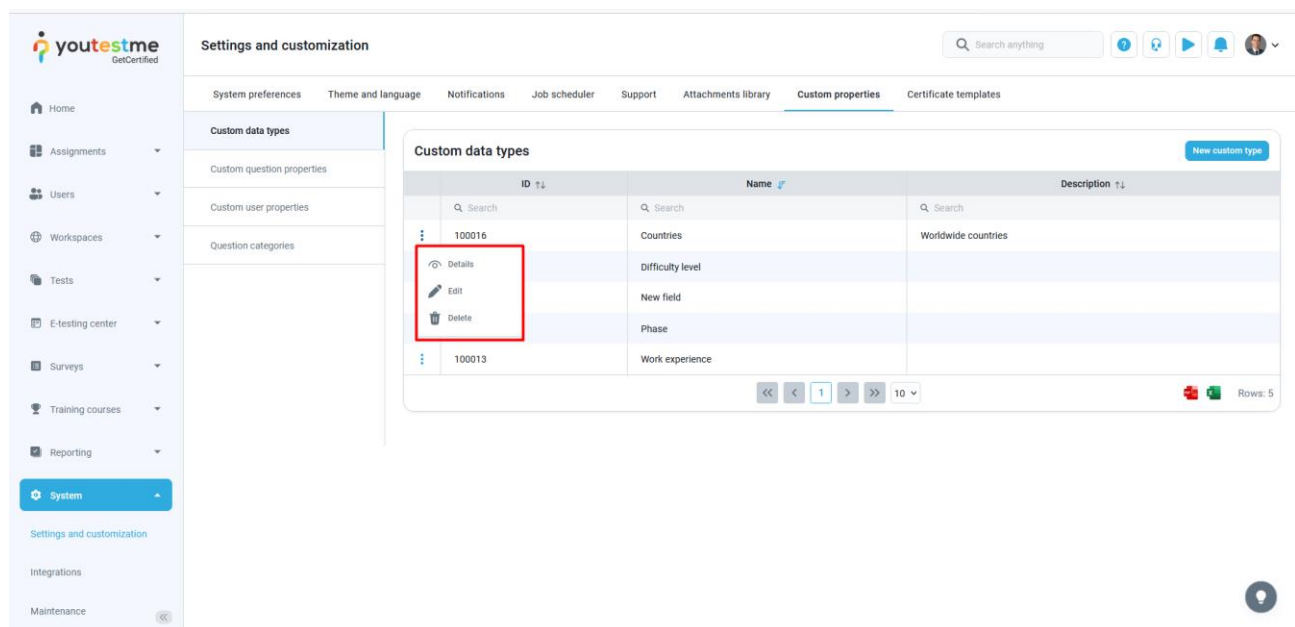 youtestme
GetCertified
Settings and customization
Search anything
System preferences Theme and language Notifications Job scheduler Support Attachments library Custom properties Certificate templates
Home
Assignments
Users
Workspaces
Tests
E-testing center
Surveys
Training courses
Reporting
System
Settings and customization
Integrations
Maintenance
Custom data types
Custom question properties
Custom user properties
Question categories
Custom data types
New custom type
ID Name Description
Search Search Search
100016 Countries Worldwide countries
Details
Edit
Delete
Difficulty level
New field
Phase
100013 Work experience
1 10 Rows: 5